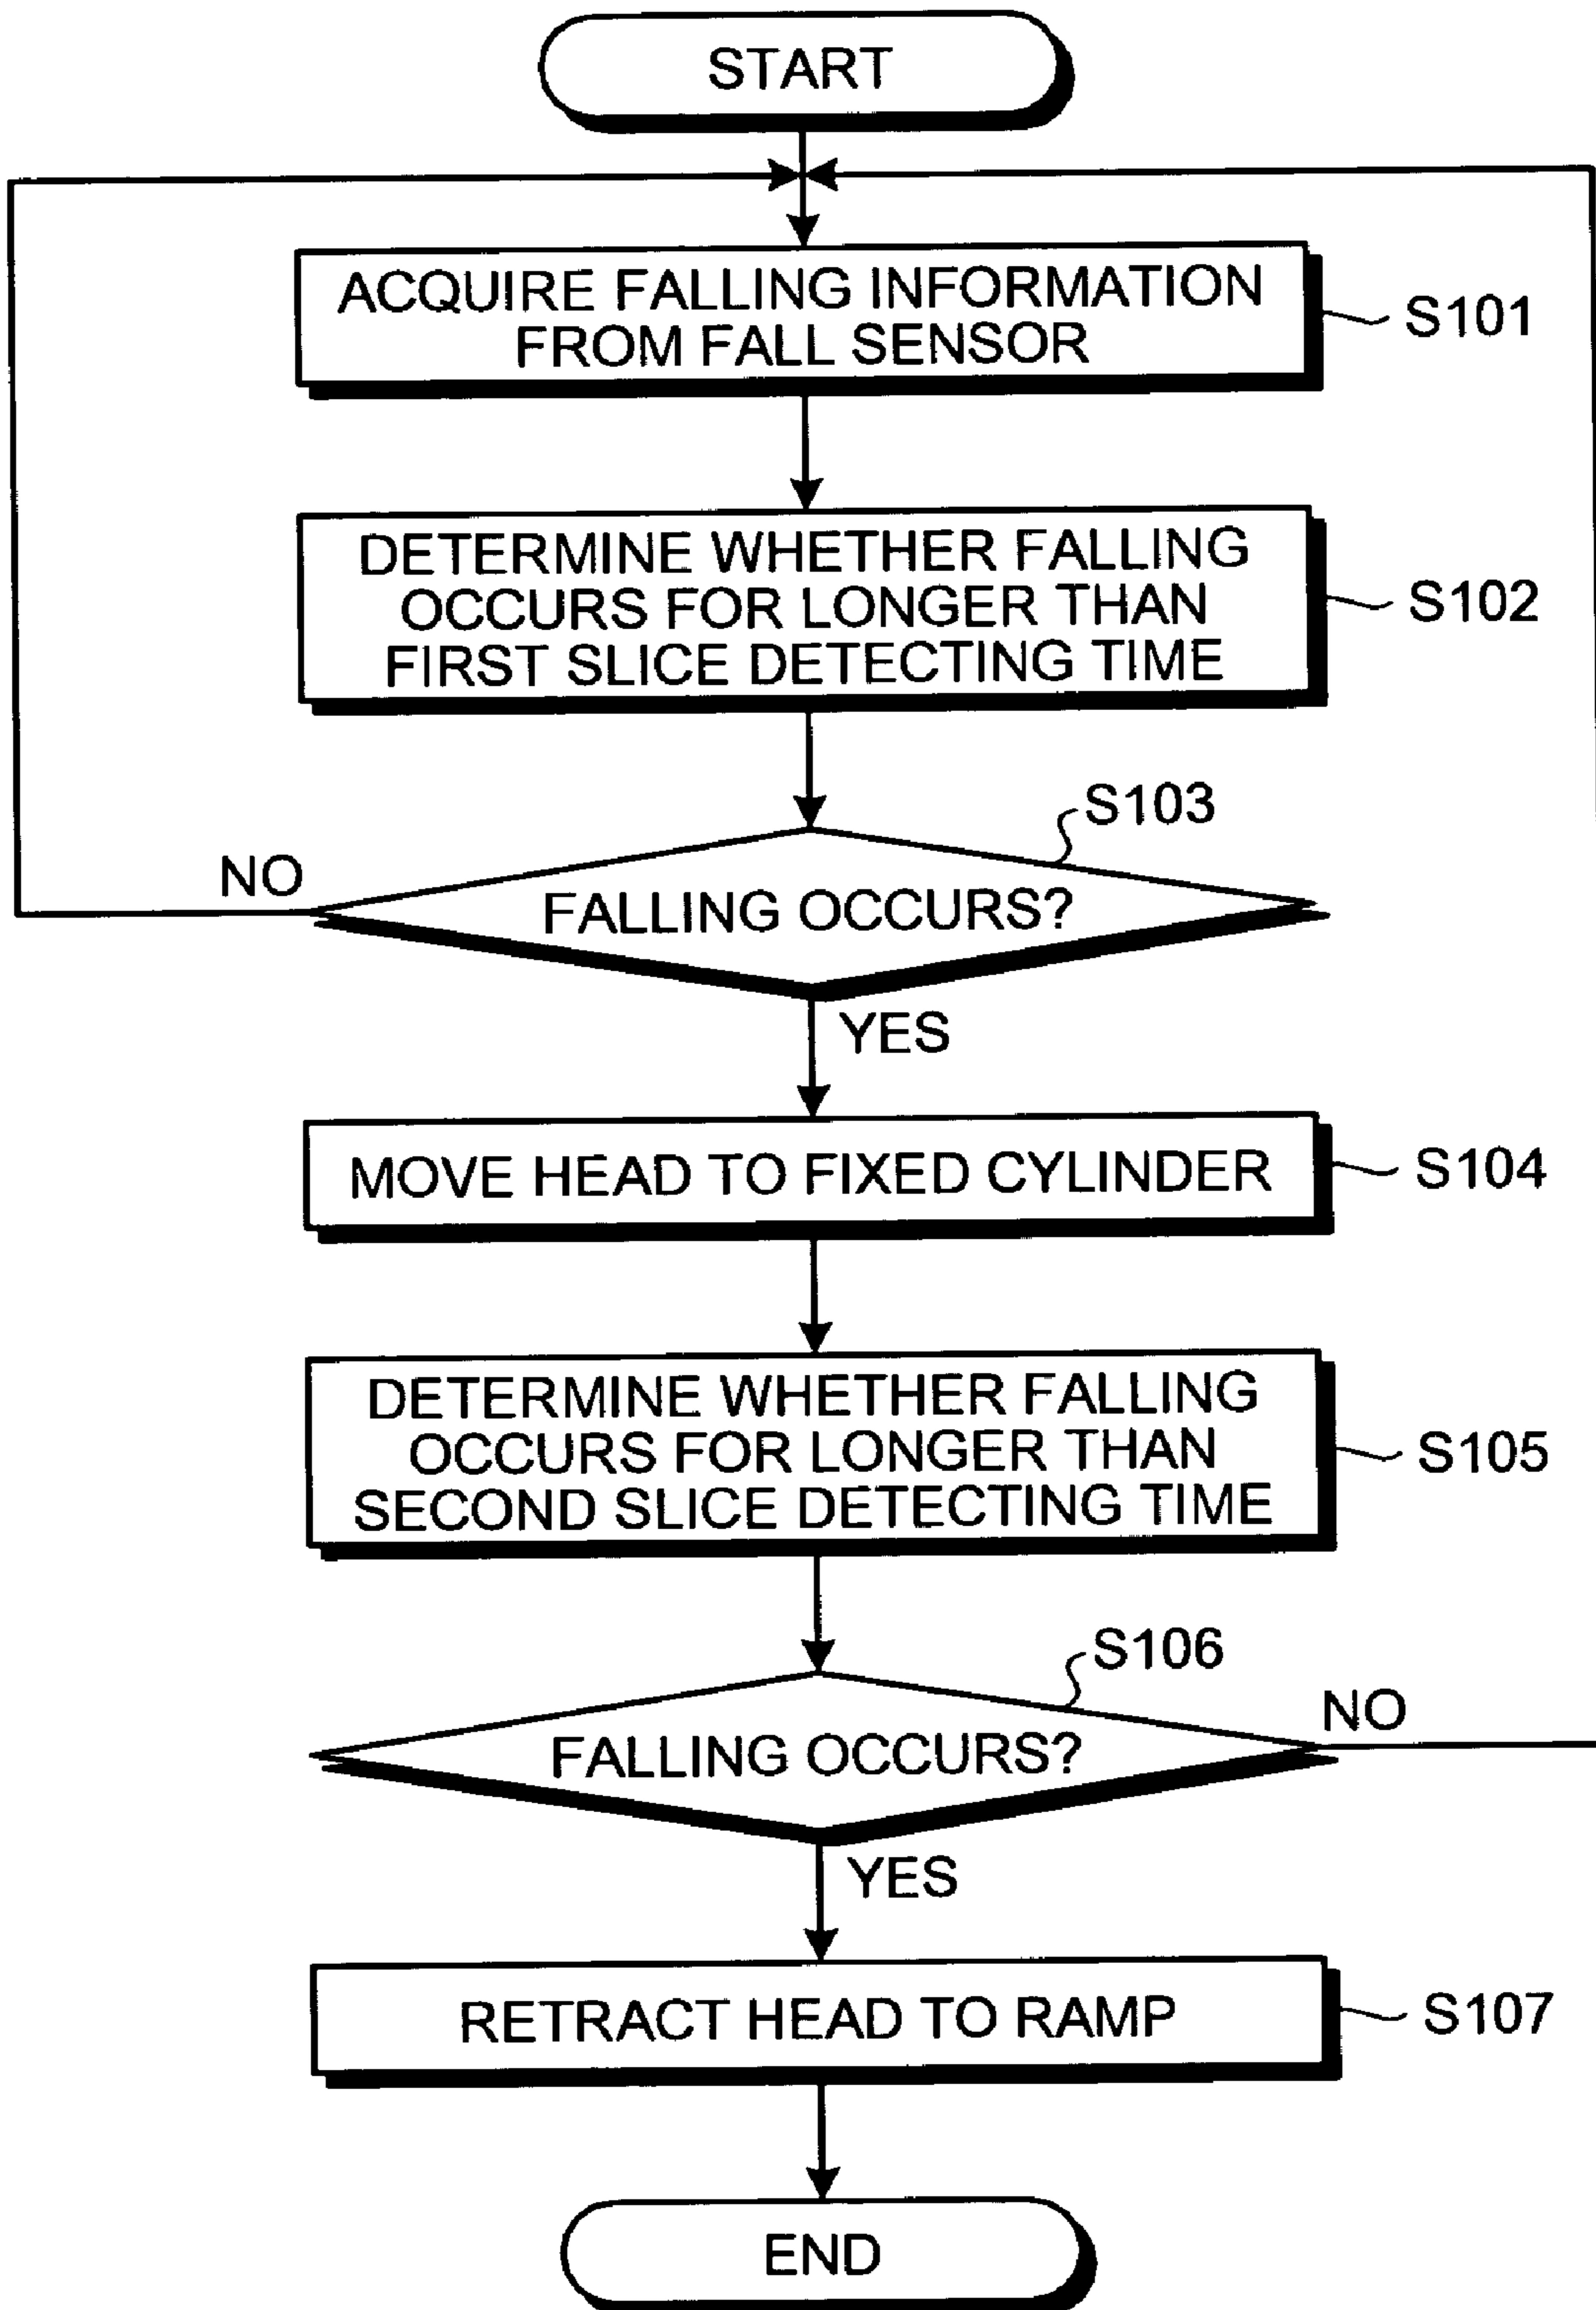 START
ACQUIRE FALLING INFORMATION
FROM FALL SENSOR
S101
DETERMINE WHETHER FALLING
OCCURS FOR LONGER THAN
FIRST SLICE DETECTING TIME
S102
S103
NO
FALLING OCCURS?
YES
MOVE HEAD TO FIXED CYLINDER
S104
DETERMINE WHETHER FALLING
OCCURS FOR LONGER THAN
SECOND SLICE DETECTING TIME
S105
S106
NO
FALLING OCCURS?
YES
RETRACT HEAD TO RAMP
S107
END